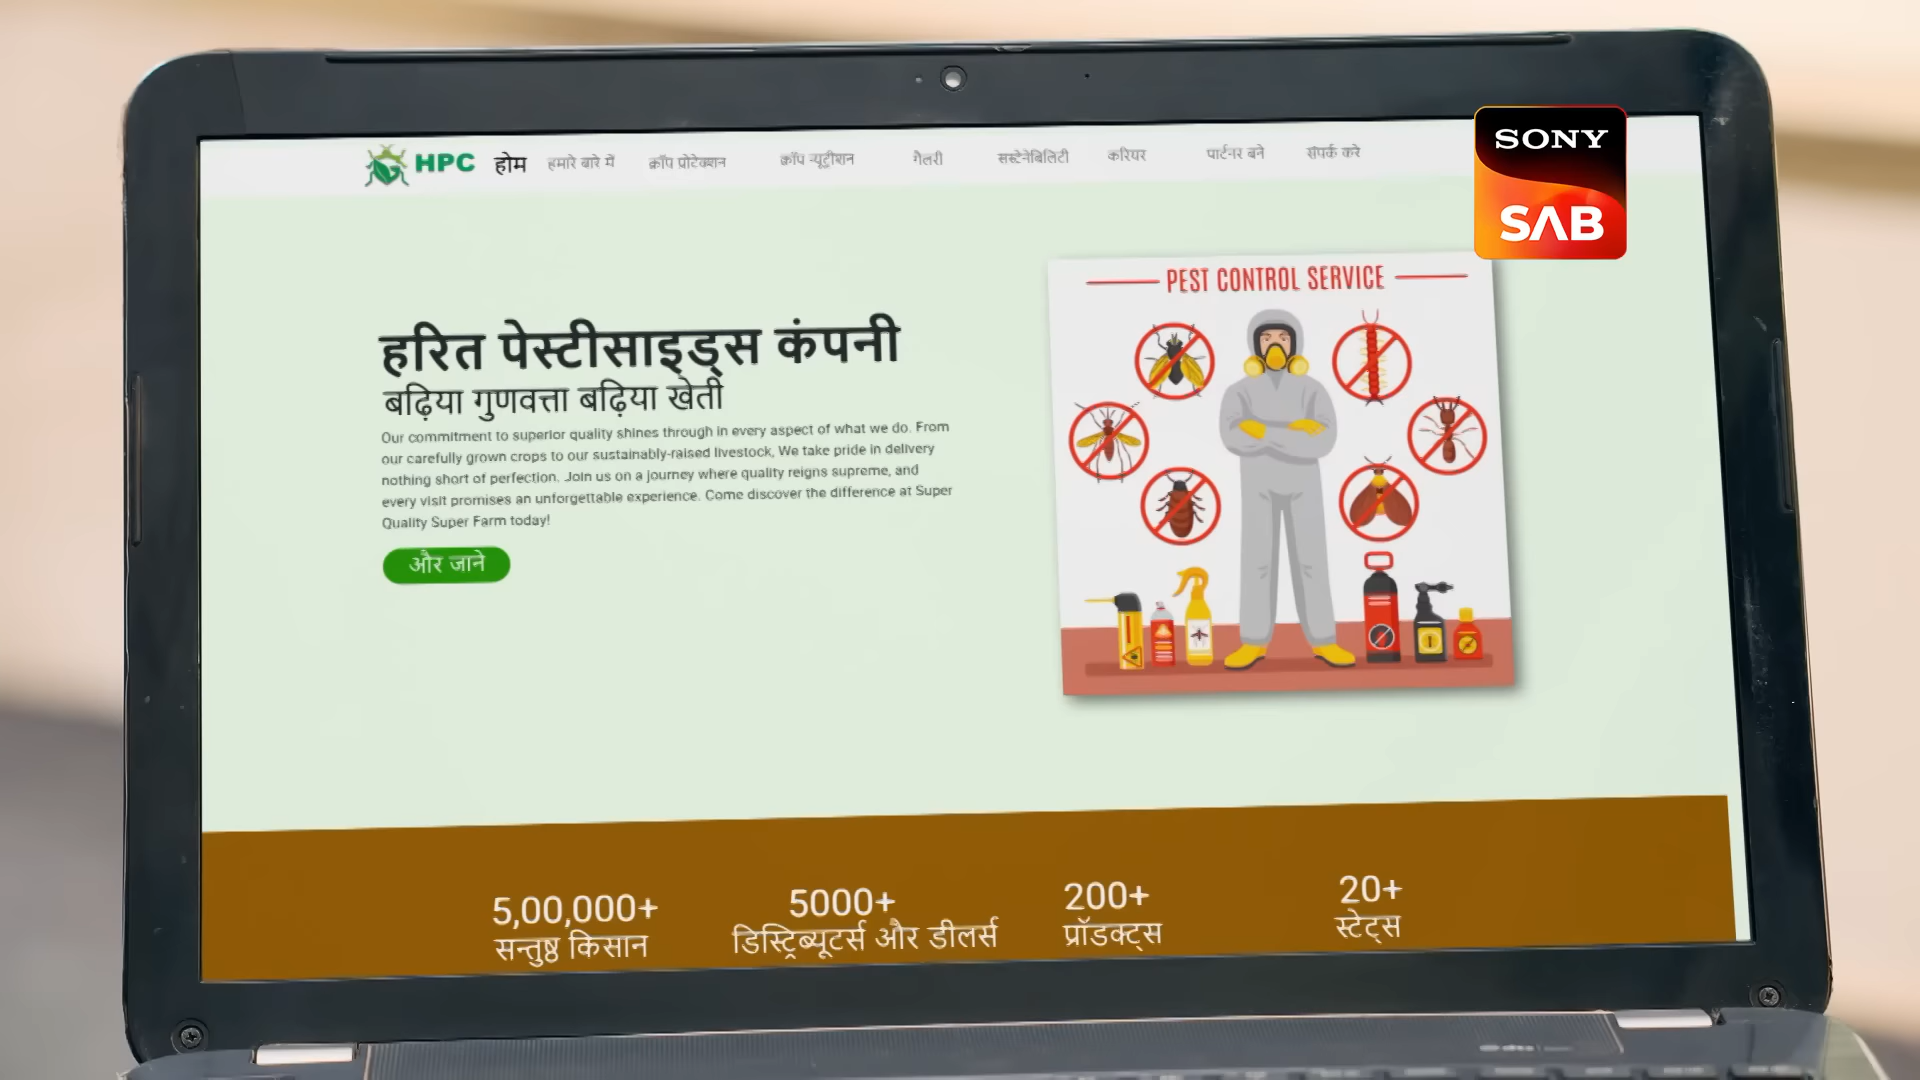 SONY
SAB
HPC
होम
हमारे बारे में
क्रॉप प्रोटेक्शन
क्रॉप न्यूट्रीशन
गैलरी
सस्टेनेबिलिटी
करियर
पार्टनर बने
संपर्क करे
हरित पेस्टीसाइड्स कंपनी
बढ़िया गुणवत्ता बढ़िया खेती
Our commitment to superior quality shines through in every aspect of what we do. From
our carefully grown crops to our sustainably-raised livestock, We take pride in delivery
nothing short of perfection. Join us on a journey where quality reigns supreme, and
every visit promises an unforgettable experience. Come discover the difference at Super
Quality Super Farm today!
और जाने
PEST CONTROL SERVICE
5,00,000+
सन्तुष्ठ किसान
5000+
डिस्ट्रिब्यूटर्स और डीलर्स
200+
प्रॉडक्ट्स
20+
स्टेट्स